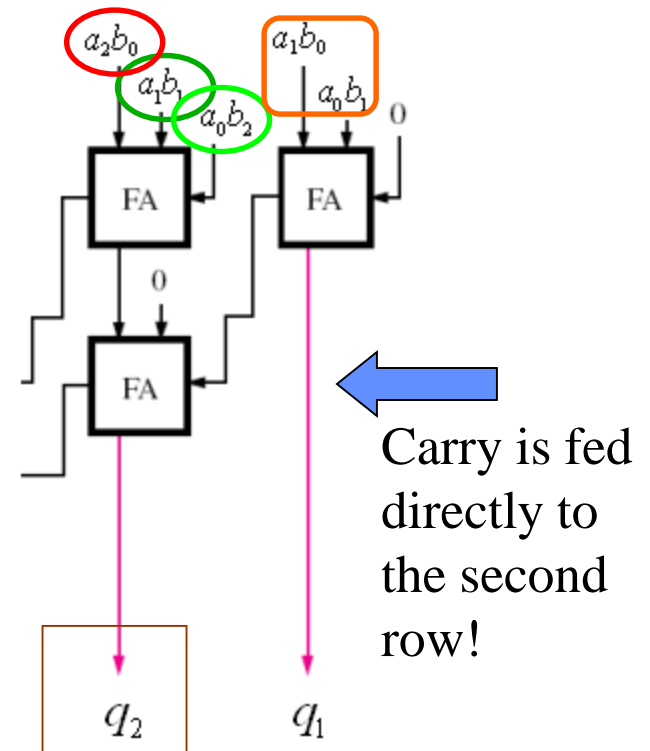 a₂b₀ a₁b₀
a₁b₁ a₀b₁
a₀b₂ 0
FA FA
0
FA
Carry is fed
directly to
the second
row!
q₂ q₁